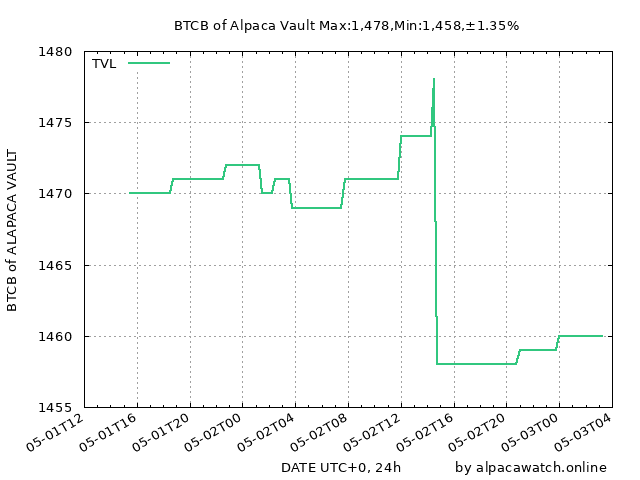 BTCB of Alpaca Vault Max:1,478,Min:1,458,±1.35%
TVL
1480
1475
1470
1465
1460
1455
BTCB of ALAPACA VAULT
05-01T12
05-01T16
05-01T20
05-02T00
05-02T04
05-02T08
05-02T12
05-02T16
05-02T20
05-03T00
05-03T04
DATE UTC+0, 24h
by alpacawatch.online